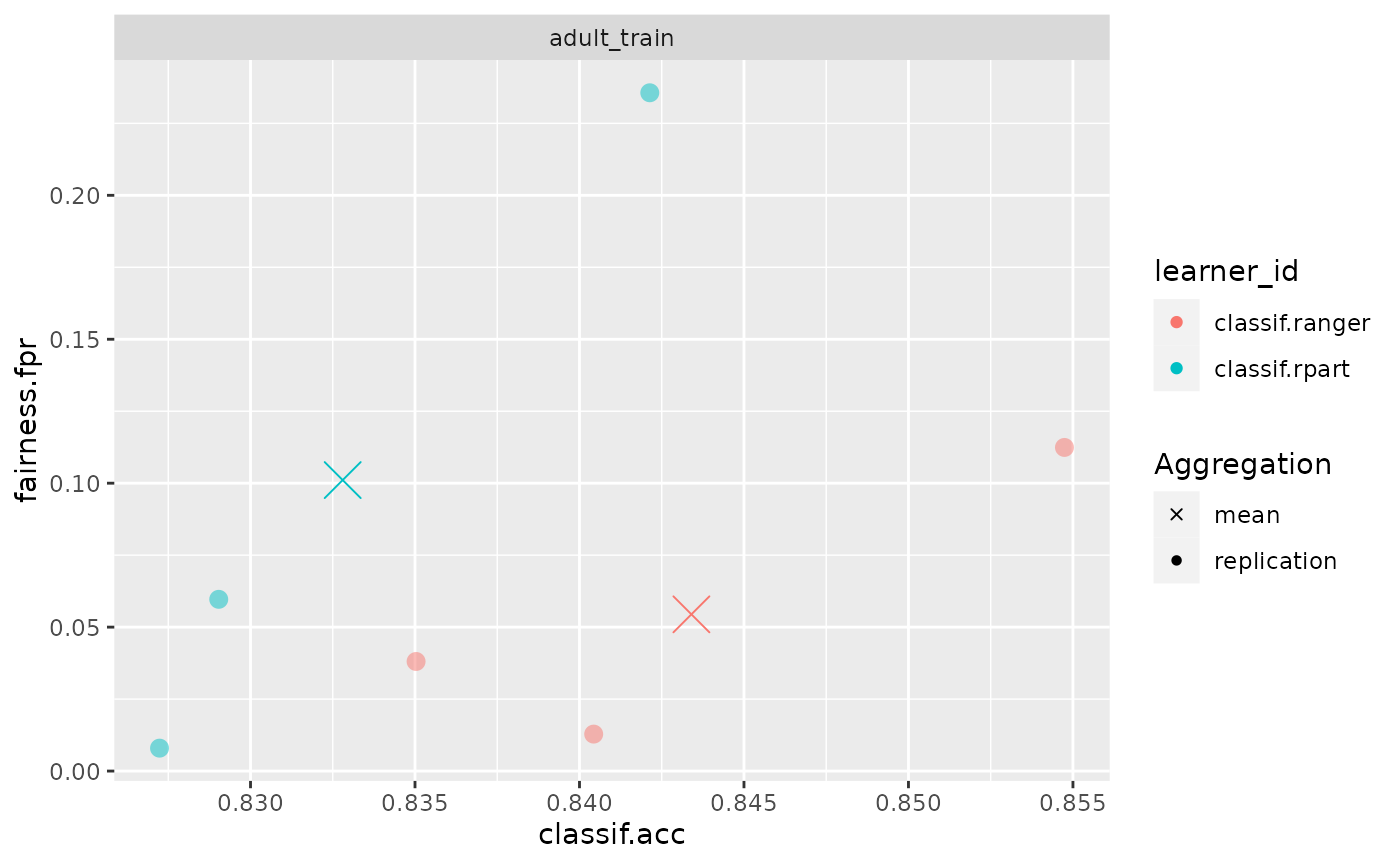 adult_train
fairness.fpr
0.20
0.15
0.10
0.05
0.00
0.830 0.835 0.840 0.845 0.850 0.855
classif.acc
learner_id
classif.ranger
classif.rpart
Aggregation
mean
replication